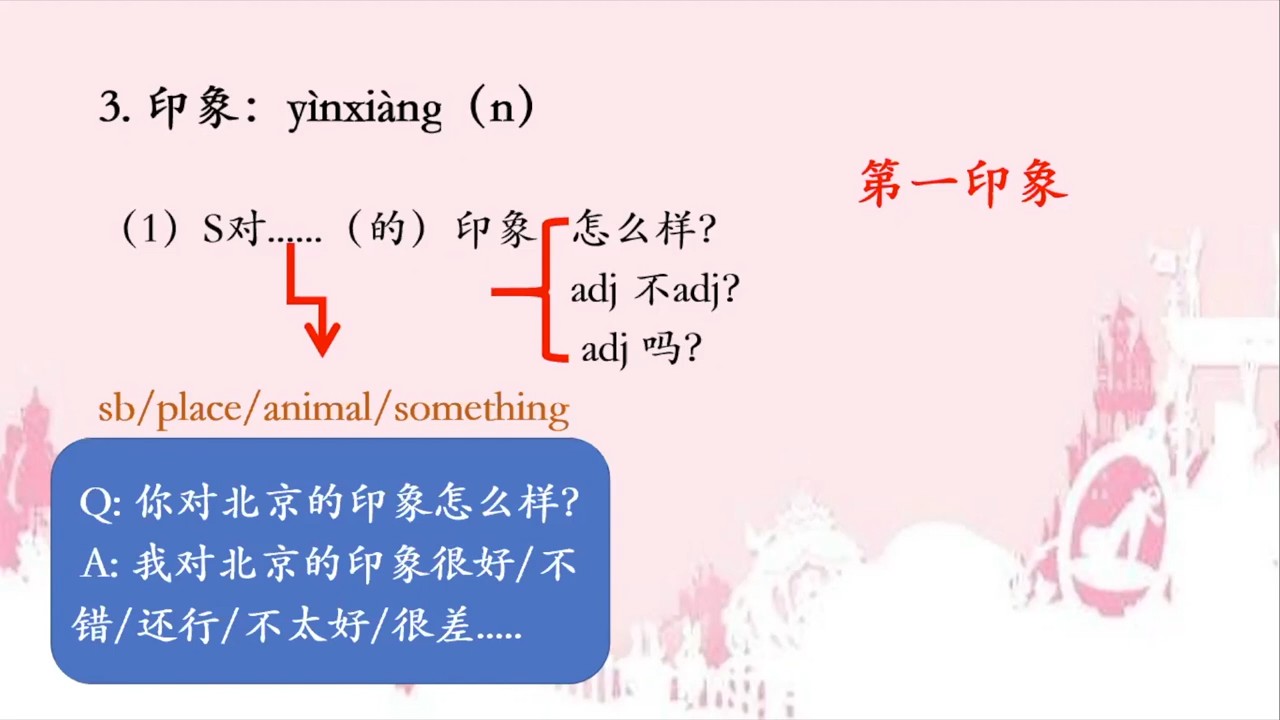 3. 印象：yìnxiàng（n）
第一印象
（1）S对......（的）印象 怎么样？
adj 不adj？
adj 吗？
sb/place/animal/something
Q: 你对北京的印象怎么样？
A: 我对北京的印象很好/不
错/还行/不太好/很差.....